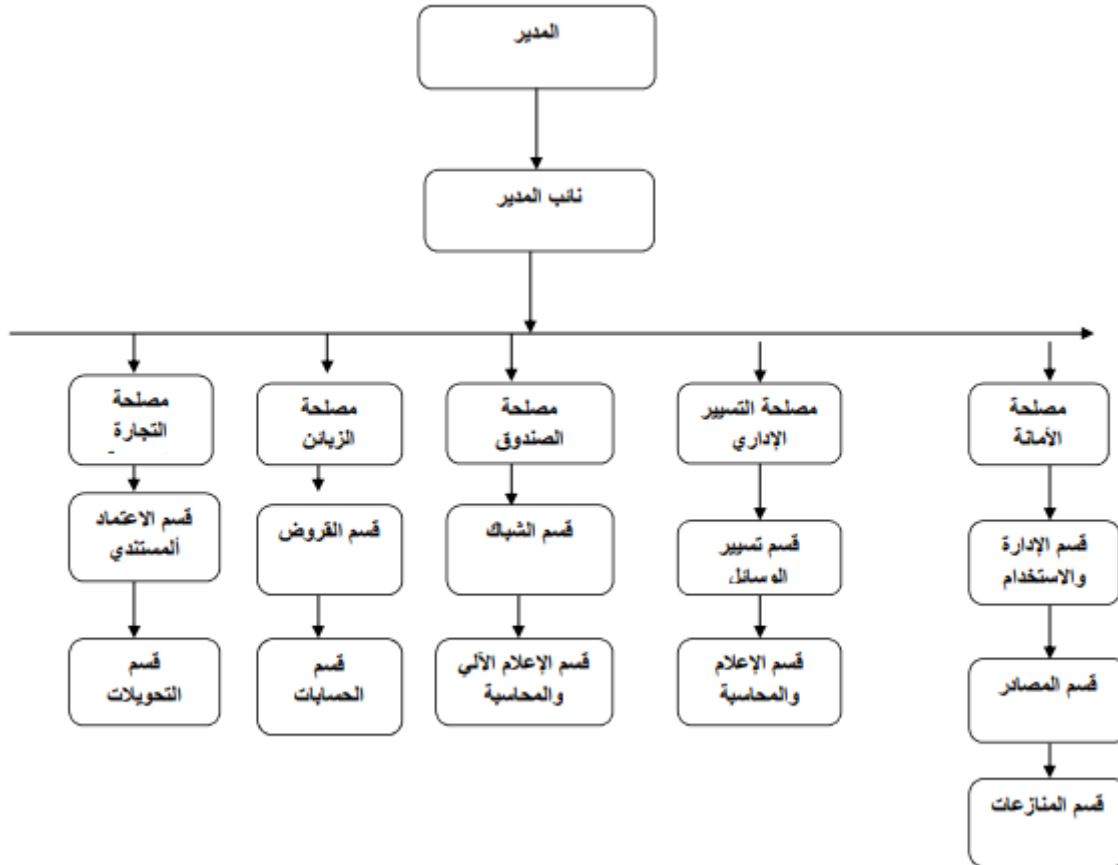 المدير
نائب المدير
مصلحة
الأمانة
مصلحة التسيير
الإداري
مصلحة
الصندوق
مصلحة
الزبائن
مصلحة
التجارة
قسم الإدارة
والاستخدام
قسم تسيير
الوسائل
قسم الشباك
قسم القروض
قسم الاعتماد
ألمستندي
قسم المصادر
قسم الإعلام
والمحاسبة
قسم الإعلام الآلي
والمحاسبة
قسم
الحسابات
قسم
التحويلات
قسم المنازعات